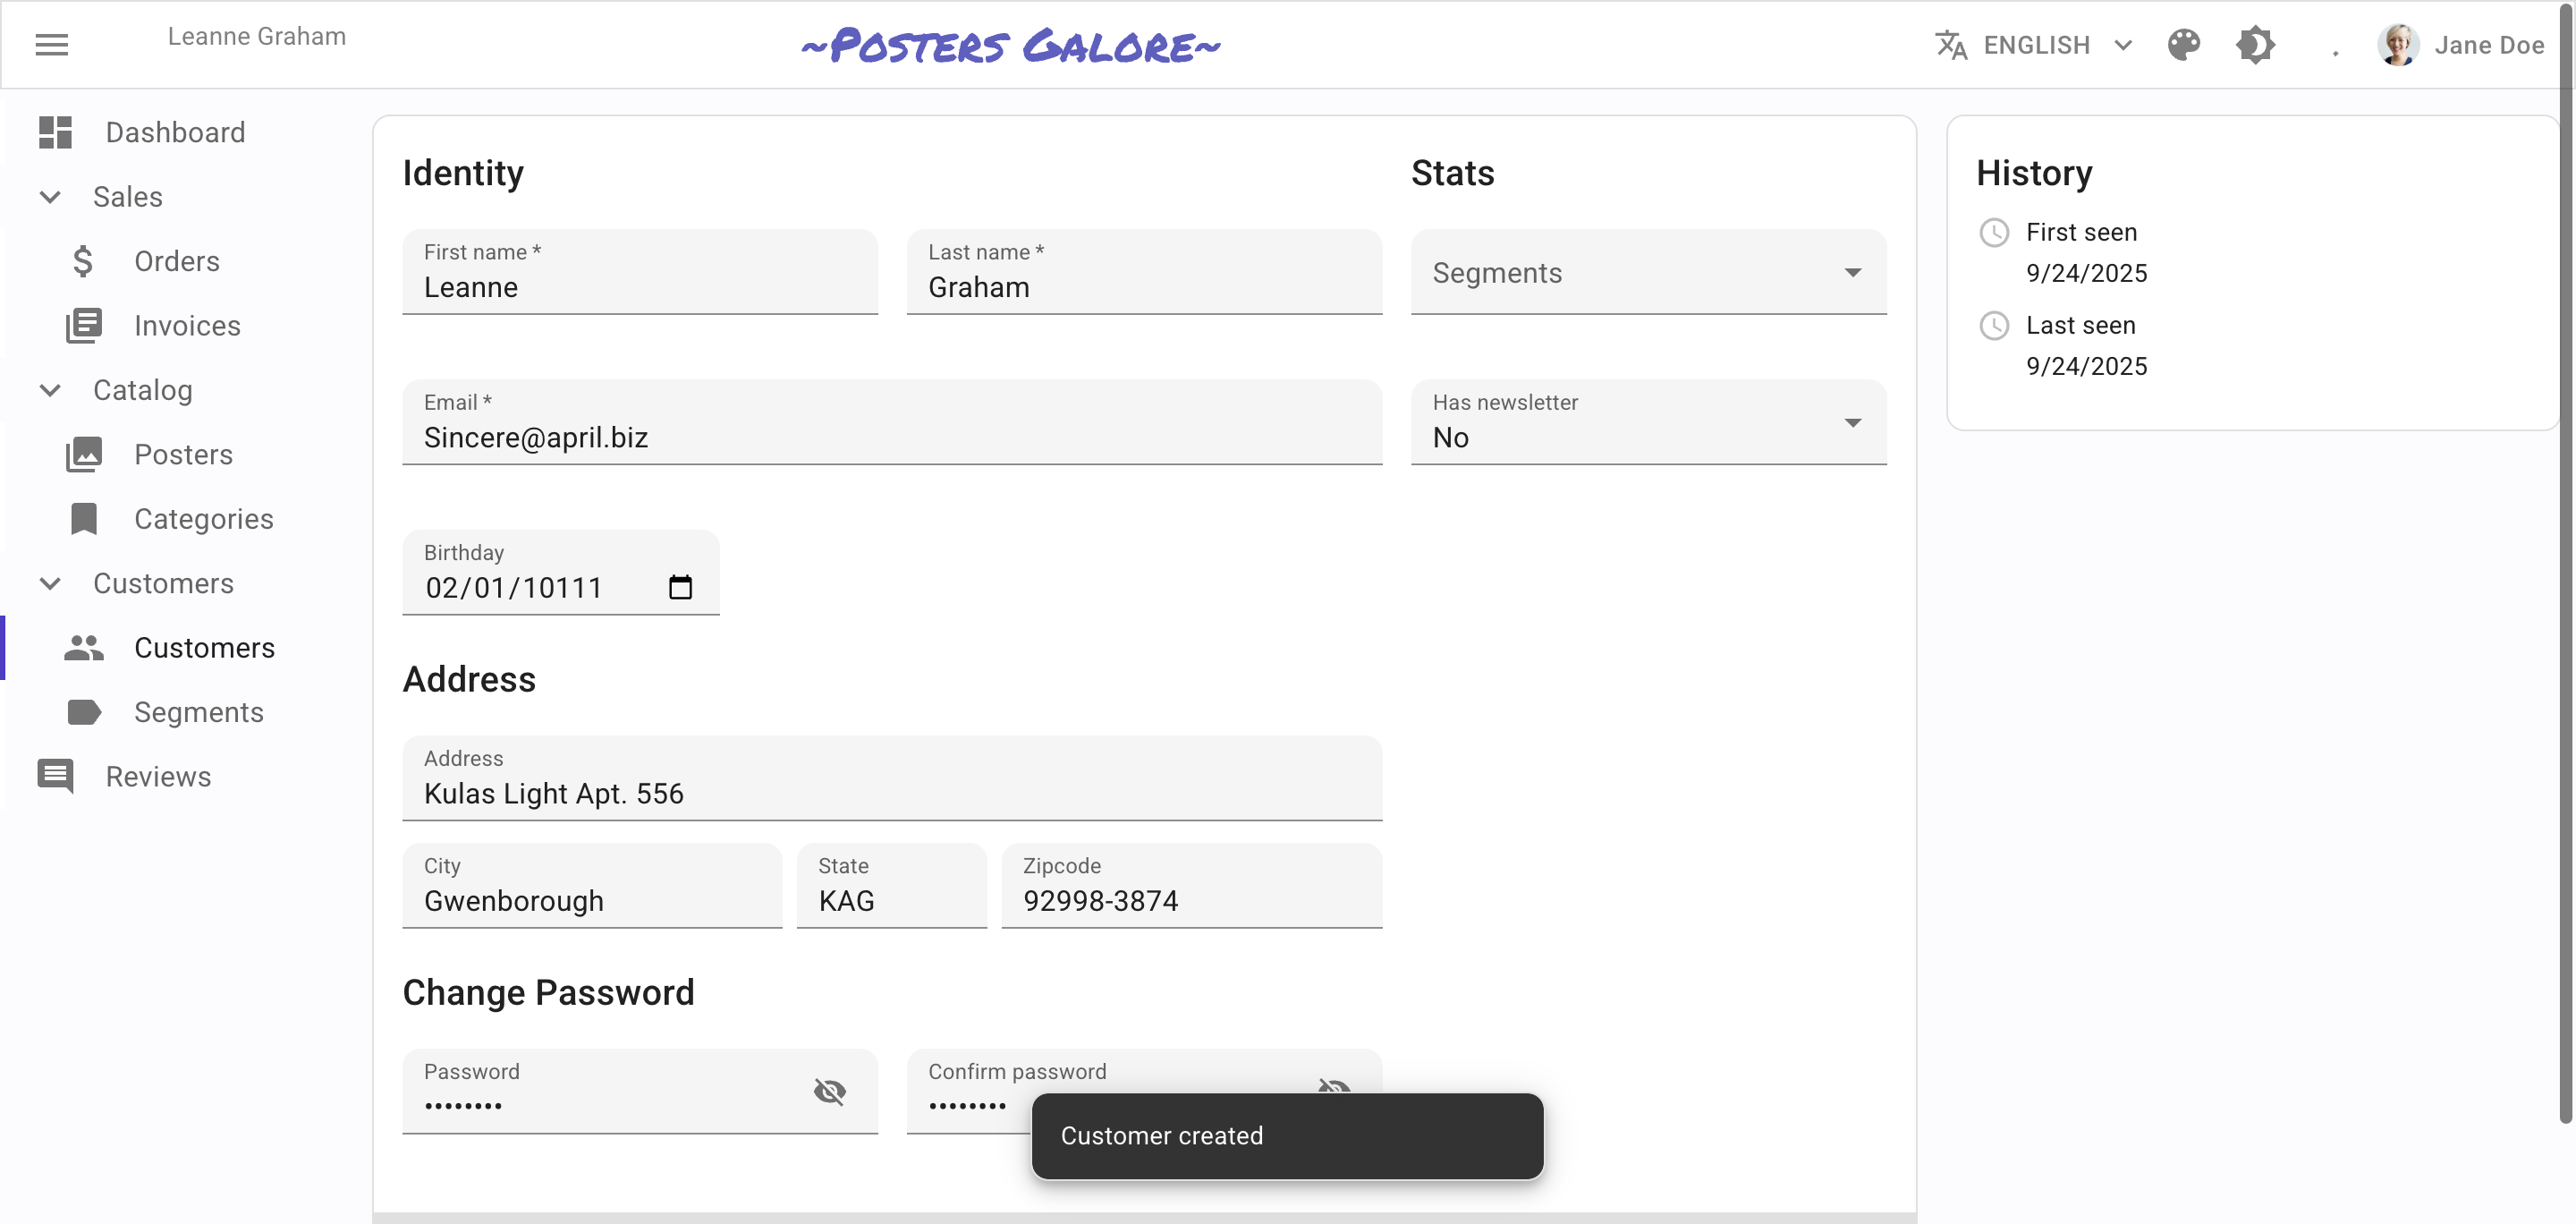 Leanne Graham
~Posters Galore~
ENGLISH
Jane Doe
Dashboard
Sales
Orders
Invoices
Catalog
Posters
Categories
Customers
Customers
Segments
Reviews
Identity
First name *
Leanne
Last name *
Graham
Email *
Sincere@april.biz
Birthday
02/01/10111
Address
Address
Kulas Light Apt. 556
City
Gwenborough
State
KAG
Zipcode
92998-3874
Change Password
Password
••••••••
Confirm password
••••••••
Stats
Segments
Has newsletter
No
History
First seen
9/24/2025
Last seen
9/24/2025
Customer created